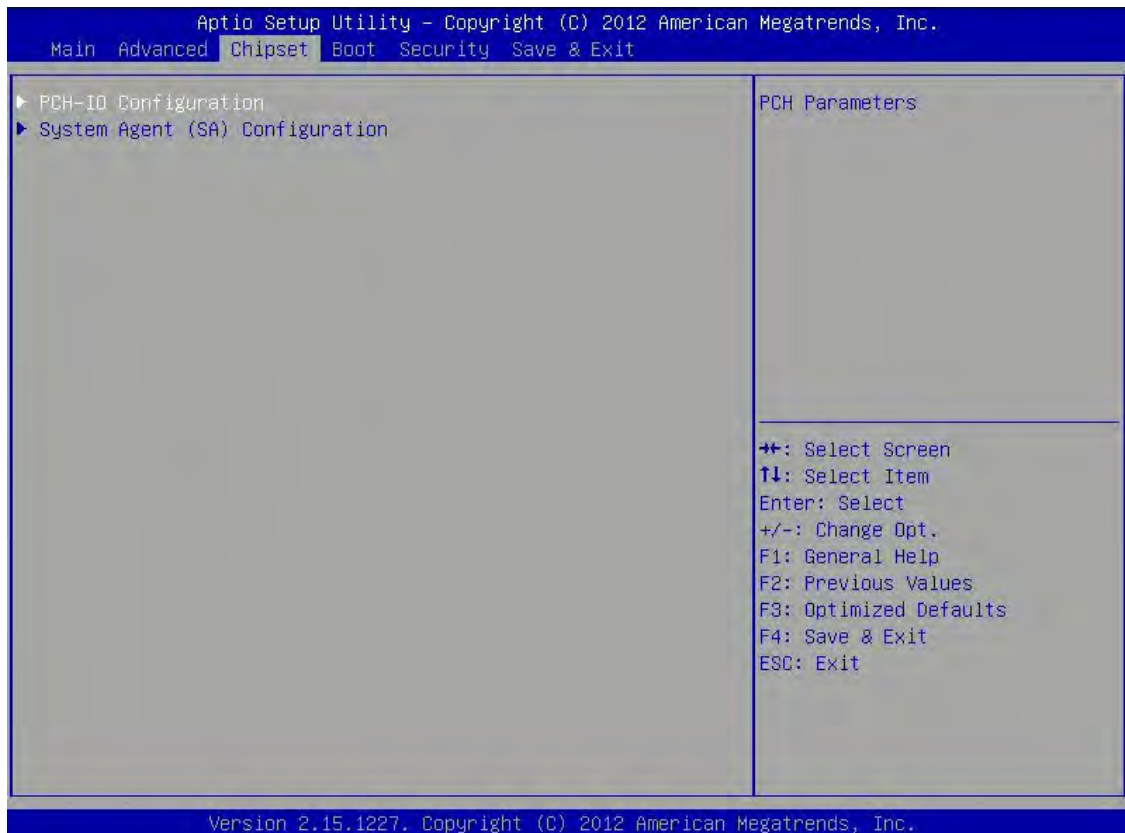 Aptio Setup Utility – Copyright (C) 2012 American Megatrends, Inc.
Main Advanced Chipset Boot Security Save & Exit
▶ PCH-IO Configuration
▶ System Agent (SA) Configuration
PCH Parameters
→←: Select Screen
↑↓: Select Item
Enter: Select
+/-: Change Opt.
F1: General Help
F2: Previous Values
F3: Optimized Defaults
F4: Save & Exit
ESC: Exit
Version 2.15.1227. Copyright (C) 2012 American Megatrends, Inc.